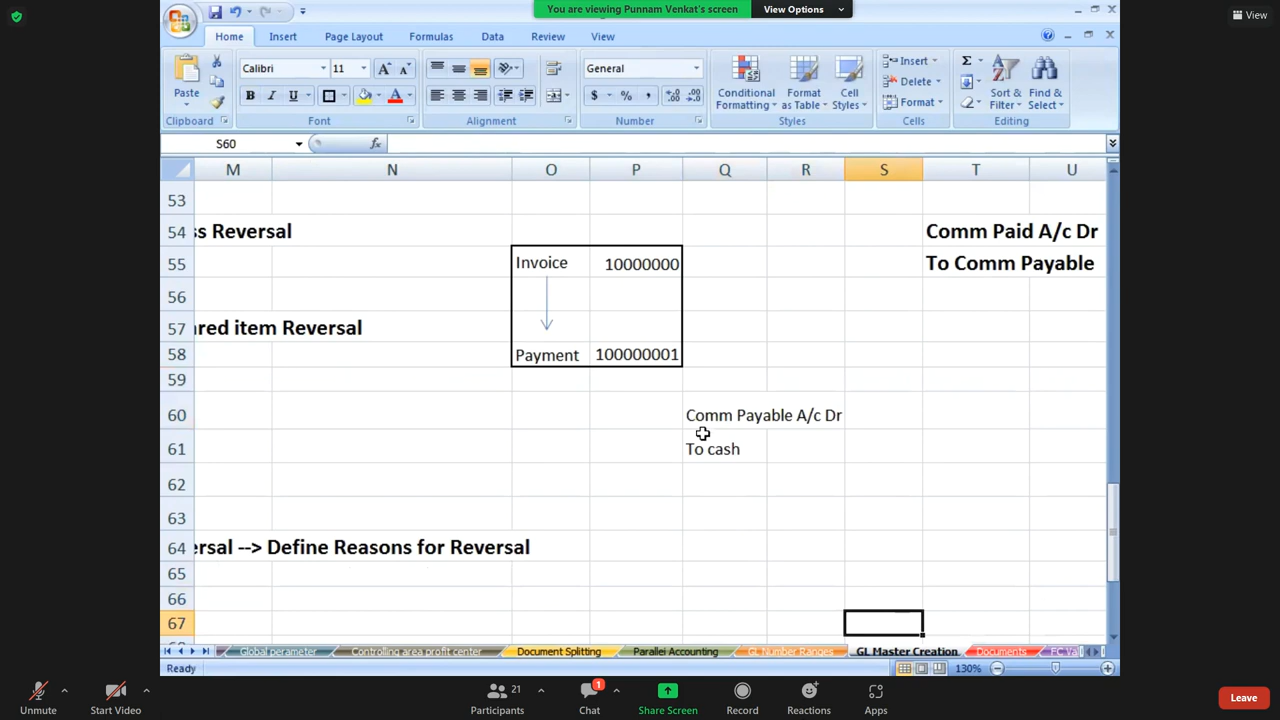 You are viewing Punnam Venkat's screen
View Options
View
Home Insert Page Layout Formulas Data Review View
Paste
Calibri 11
B I U
General
$ % ,
Conditional Formatting
Format as Table
Cell Styles
Insert
Delete
Format
Σ
Sort & Filter
Find & Select
Clipboard Font Alignment Number Styles Cells Editing
S60 fx
M N O P Q R S T U
53
54 ss Reversal Comm Paid A/c Dr
55 Invoice 10000000 To Comm Payable
56
57 ared item Reversal
58 Payment 100000001
59
60 Comm Payable A/c Dr
61 To cash
62
63
64 ersal --> Define Reasons for Reversal
65
66
67
Global perameter Controlling area profit center Document Splitting Parallel Accounting GL Number Ranges GL Master Creation Documents
Ready 130%
Unmute Start Video Participants 21 Chat 1 Share Screen Record Reactions Apps Leave